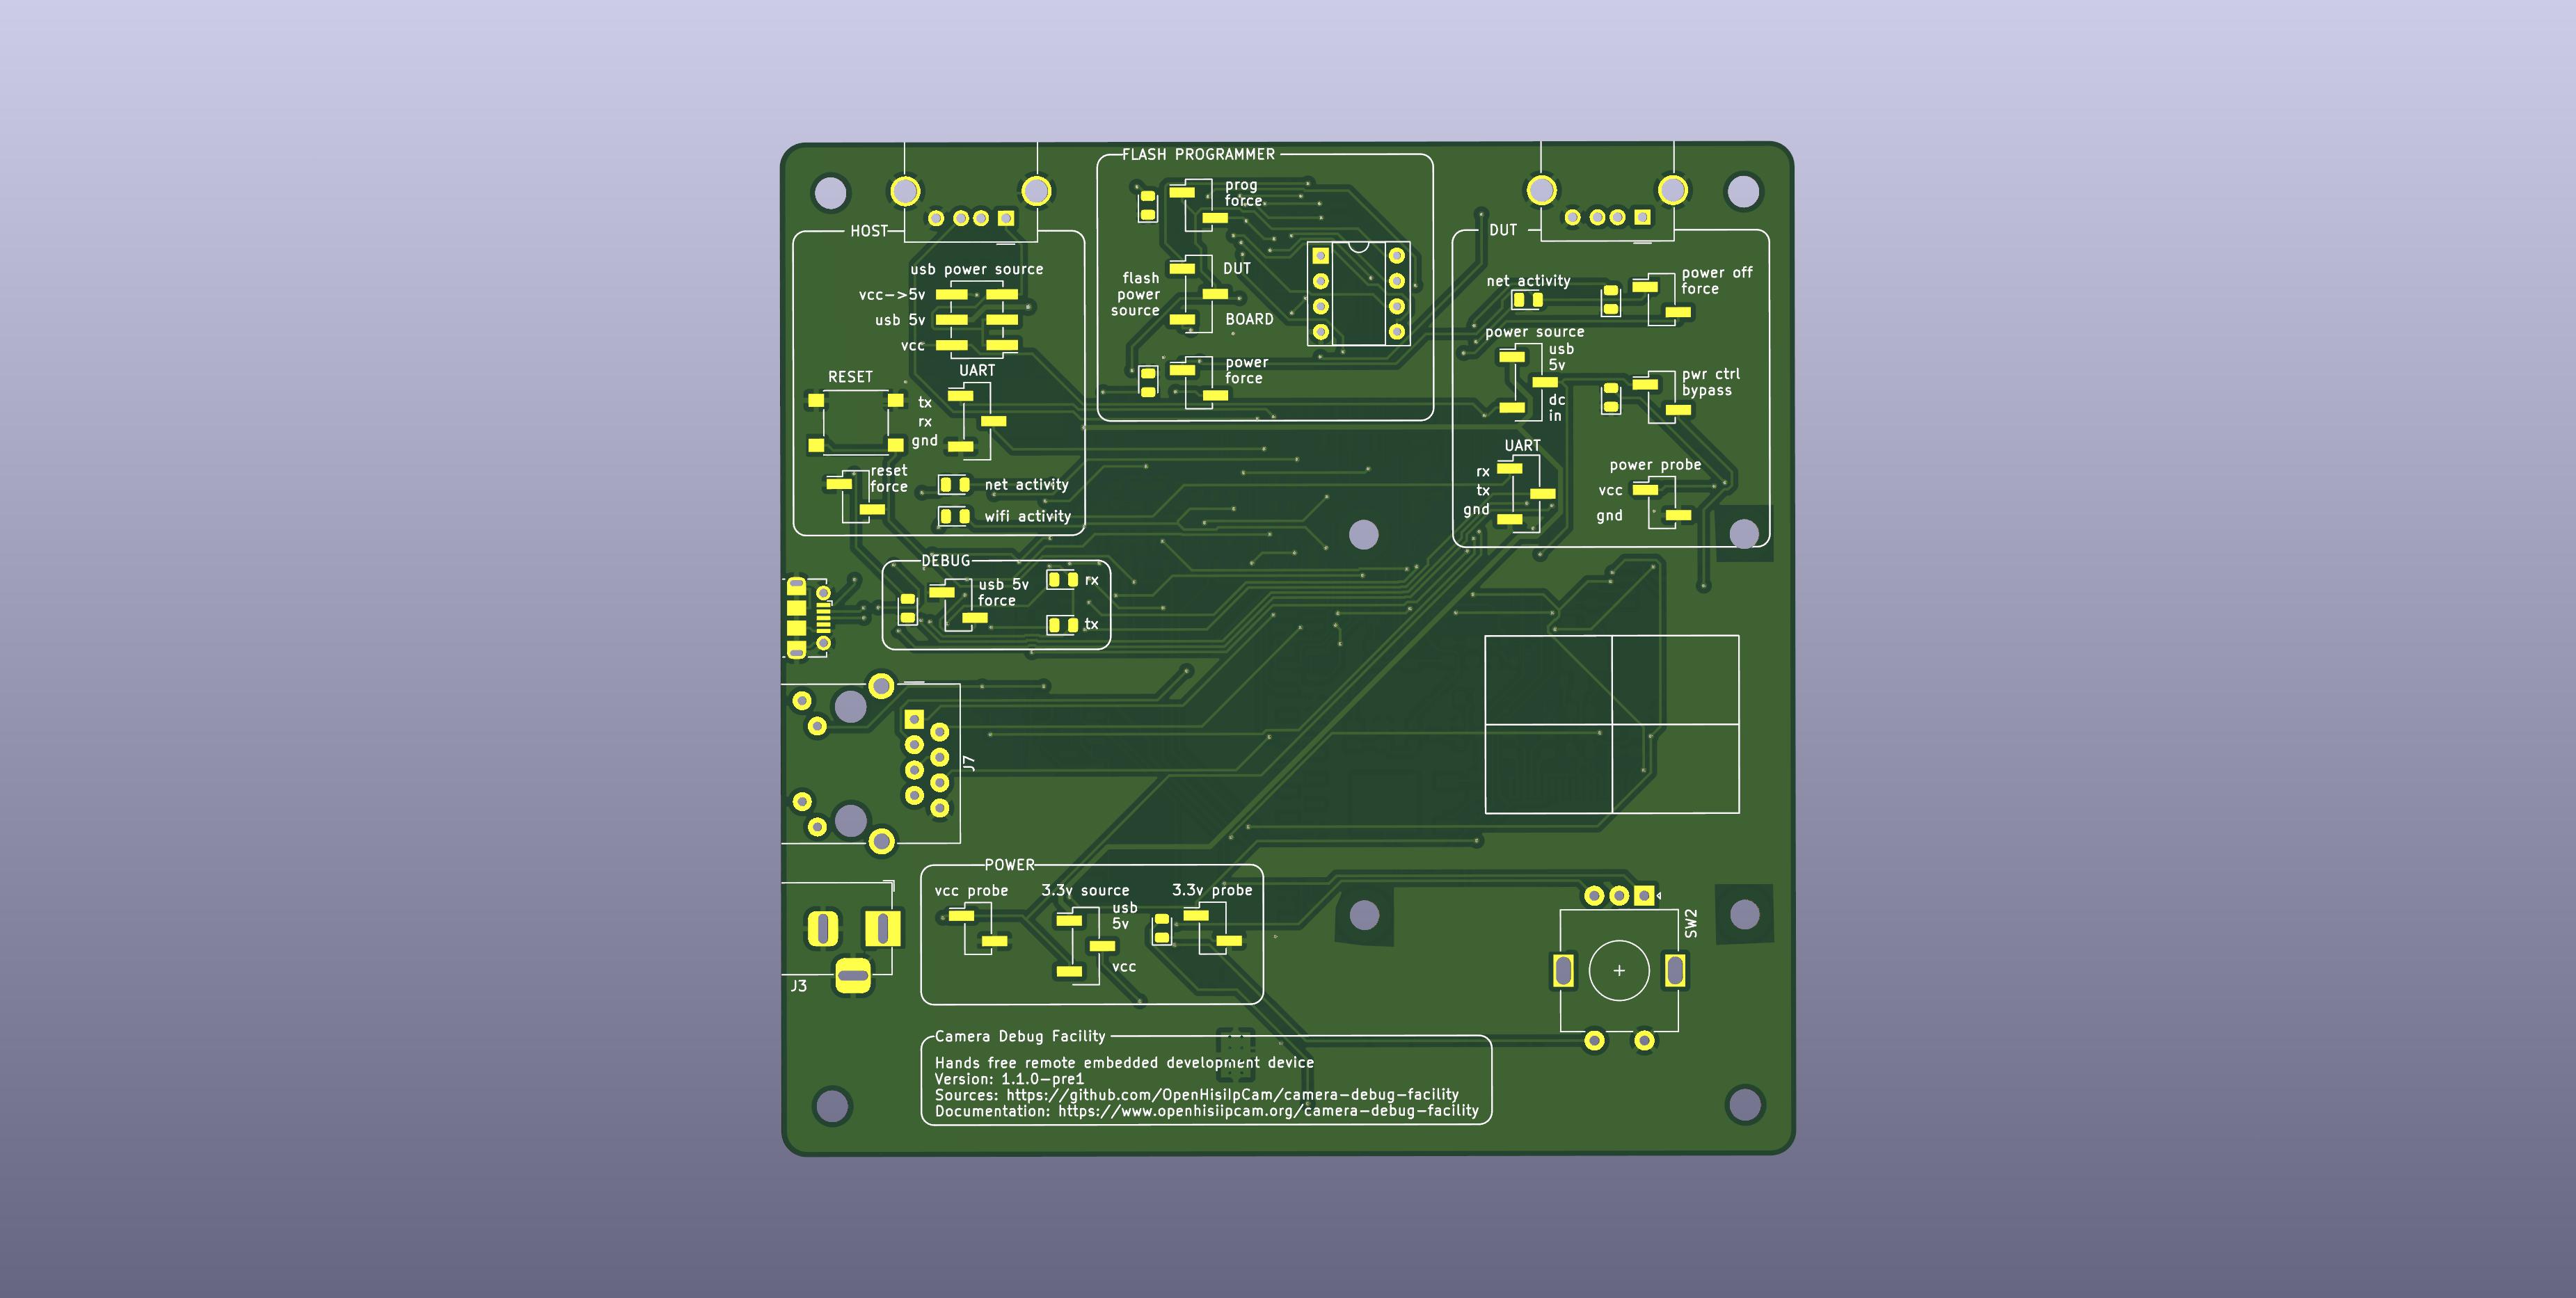 FLASH PROGRAMMER
prog
force
DUT
flash
power
source
BOARD
power
force
HOST
usb power source
vcc->5v
usb 5v
vcc
RESET
UART
tx
rx
gnd
reset
force
net activity
wifi activity
DUT
net activity
power off
force
power source
usb
5v
dc
in
pwr ctrl
bypass
UART
rx
tx
gnd
power probe
vcc
gnd
DEBUG
usb 5v
force
rx
tx
J7
POWER
vcc probe
3.3v source
3.3v probe
usb
5v
vcc
J3
SW2
Camera Debug Facility
Hands free remote embedded development device
Version: 1.1.0-pre1
Sources: https://github.com/OpenHisiIpCam/camera-debug-facility
Documentation: https://www.openhisiipcam.org/camera-debug-facility